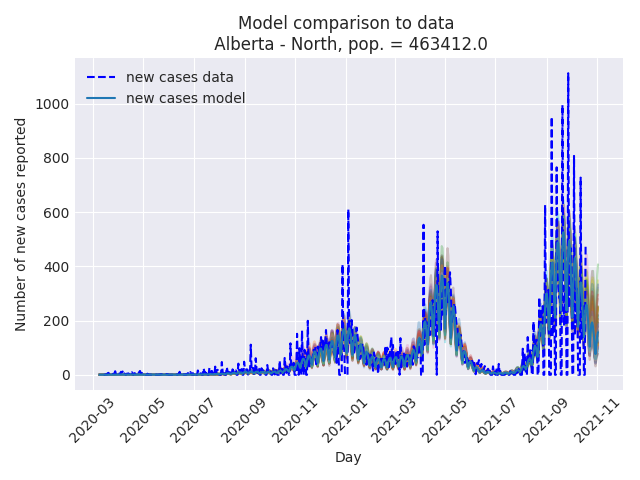 Model comparison to data
Alberta - North, pop. = 463412.0
new cases data
new cases model
Number of new cases reported
1000
800
600
400
200
0
2020-03
2020-05
2020-07
2020-09
2020-11
2021-01
2021-03
2021-05
2021-07
2021-09
2021-11
Day